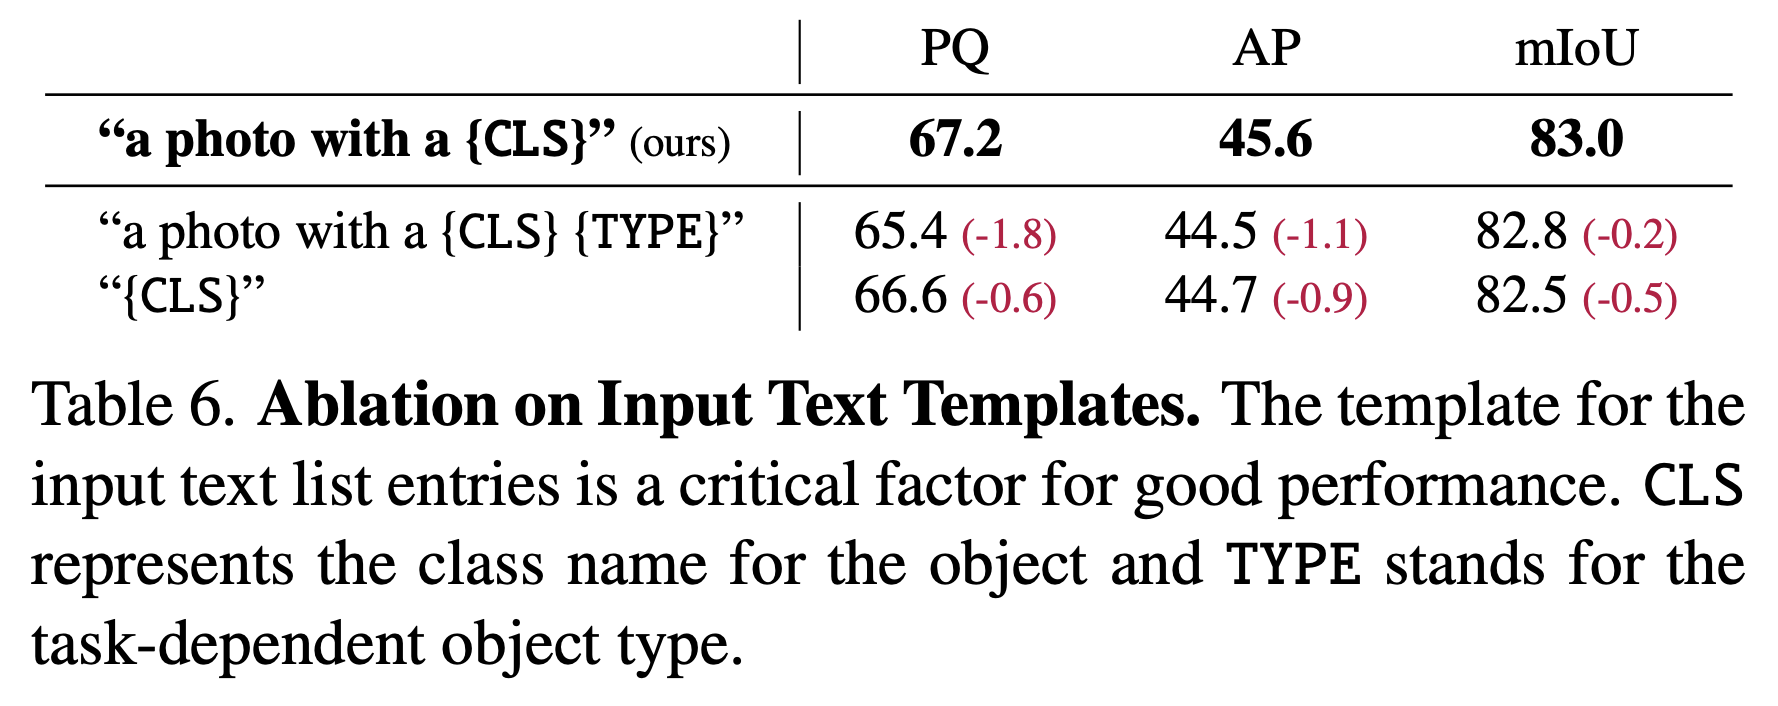 PQ AP mIoU
“a photo with a {CLS}” (ours) 67.2 45.6 83.0
“a photo with a {CLS} {TYPE}” 65.4 (-1.8) 44.5 (-1.1) 82.8 (-0.2)
“{CLS}” 66.6 (-0.6) 44.7 (-0.9) 82.5 (-0.5)
Table 6. Ablation on Input Text Templates. The template for the
input text list entries is a critical factor for good performance. CLS
represents the class name for the object and TYPE stands for the
task-dependent object type.